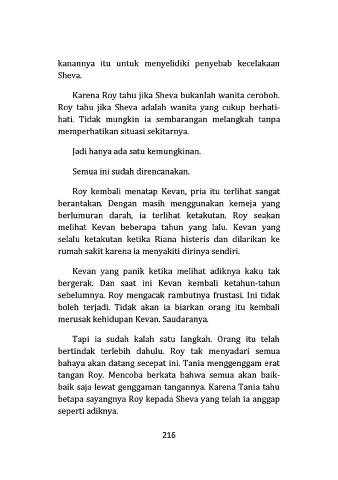 kanannya itu untuk menyelidiki penyebab kecelakaan
Sheva.
Karena Roy tahu jika Sheva bukanlah wanita ceroboh.
Roy tahu jika Sheva adalah wanita yang cukup berhati-
hati. Tidak mungkin ia sembarangan melangkah tanpa
memperhatikan situasi sekitarnya.
Jadi hanya ada satu kemungkinan.
Semua ini sudah direncanakan.
Roy kembali menatap Kevan, pria itu terlihat sangat
berantakan. Dengan masih menggunakan kemeja yang
berlumuran darah, ia terlihat ketakutan. Roy seakan
melihat Kevan beberapa tahun yang lalu. Kevan yang
selalu ketakutan ketika Riana histeris dan dilarikan ke
rumah sakit karena ia menyakiti dirinya sendiri.
Kevan yang panik ketika melihat adiknya kaku tak
bergerak. Dan saat ini Kevan kembali ketahun-tahun
sebelumnya. Roy mengacak rambutnya frustasi. Ini tidak
boleh terjadi. Tidak akan ia biarkan orang itu kembali
merusak kehidupan Kevan. Saudaranya.
Tapi ia sudah kalah satu langkah. Orang itu telah
bertindak terlebih dahulu. Roy tak menyadari semua
bahaya akan datang secepat ini. Tania menggenggam erat
tangan Roy. Mencoba berkata bahwa semua akan baik-
baik saja lewat genggaman tangannya. Karena Tania tahu
betapa sayangnya Roy kepada Sheva yang telah ia anggap
seperti adiknya.
216